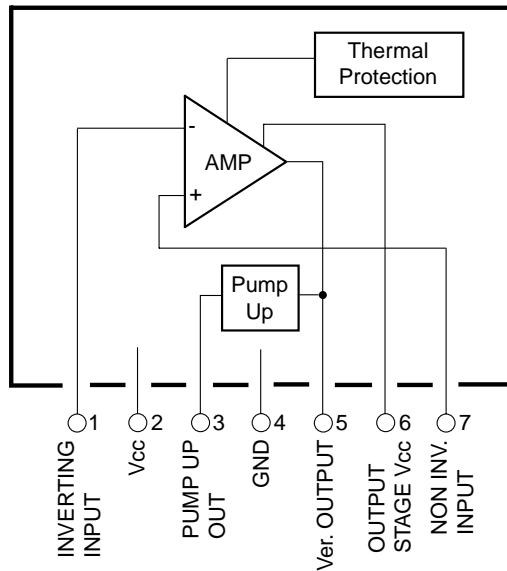 Thermal
Protection
-
AMP
+
Pump
Up
1
2
3
4
5
6
7
INVERTING
INPUT
Vcc
PUMP UP
OUT
GND
Ver. OUTPUT
OUTPUT
STAGE Vcc
NON INV.
INPUT